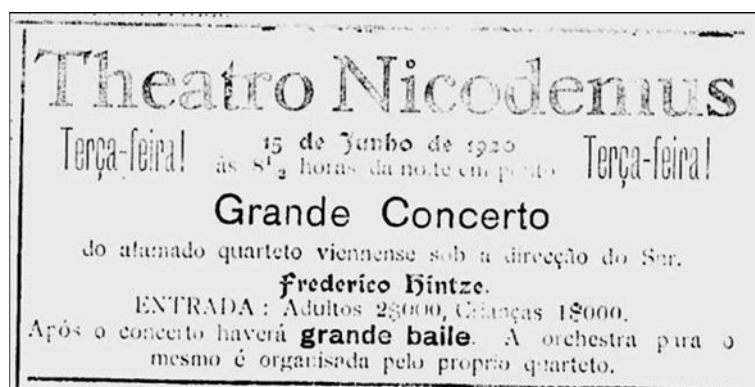 Theatro Nicodemus
Terça-feira! 15 de Junho de 1920 Terça-feira!
ás 8 1/2 horas da noite em ponto
Grande Concerto
do afamado quarteto viennense sob a direcção do Snr.
Frederico Hintze.
ENTRADA: Adultos 2$000, Crianças 1$000.
Após o concerto haverá grande baile. A orchestra para o
mesmo é organisada pelo proprio quarteto.